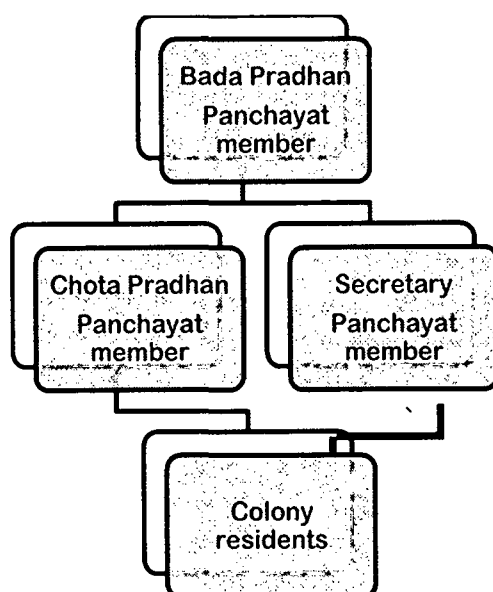 Bada Pradhan
Panchayat
member
Chota Pradhan
Panchayat
member
Secretary
Panchayat
member
Colony
residents